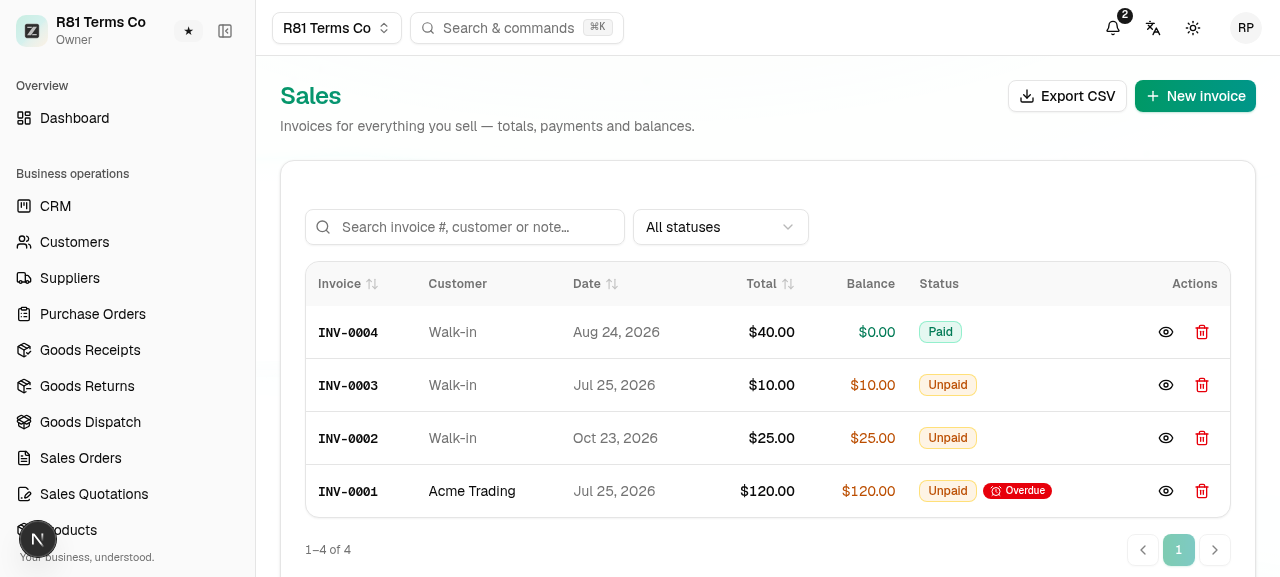 R81 Terms Co
Owner
Overview
Dashboard
Business operations
CRM
Customers
Suppliers
Purchase Orders
Goods Receipts
Goods Returns
Goods Dispatch
Sales Orders
Sales Quotations
oducts
N
Your business, understood.
R81 Terms Co
Search & commands ⌘K
2
RP
Sales
Export CSV
New invoice
Invoices for everything you sell — totals, payments and balances.
Search invoice #, customer or note…
All statuses
Invoice Customer Date Total Balance Status Actions
INV-0004 Walk-in Aug 24, 2026 $40.00 $0.00 Paid
INV-0003 Walk-in Jul 25, 2026 $10.00 $10.00 Unpaid
INV-0002 Walk-in Oct 23, 2026 $25.00 $25.00 Unpaid
INV-0001 Acme Trading Jul 25, 2026 $120.00 $120.00 Unpaid Overdue
1–4 of 4
1